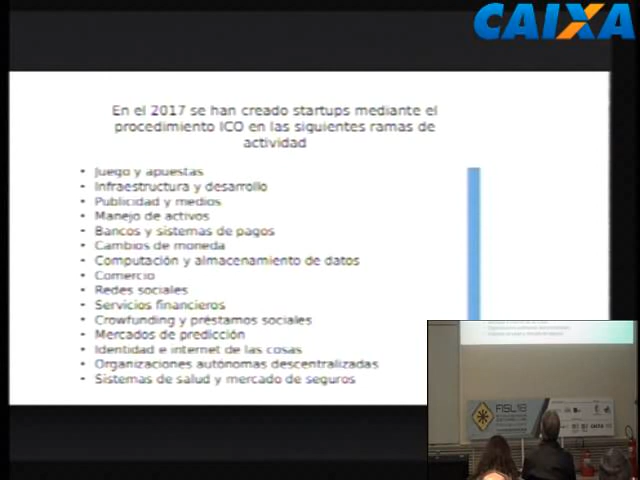 CAIXA
En el 2017 se han creado startups mediante el
procedimiento ICO en las siguientes ramas de
actividad
• Juego y apuestas
• Infraestructura y desarrollo
• Publicidad y medios
• Manejo de activos
• Bancos y sistemas de pagos
• Cambios de moneda
• Computación y almacenamiento de datos
• Comercio
• Redes sociales
• Servicios financieros
• Crowfunding y préstamos sociales
• Mercados de predicción
• Identidad e internet de las cosas
• Organizaciones autónomas descentralizadas
• Sistemas de salud y mercado de seguros
FISL18
CAIXA